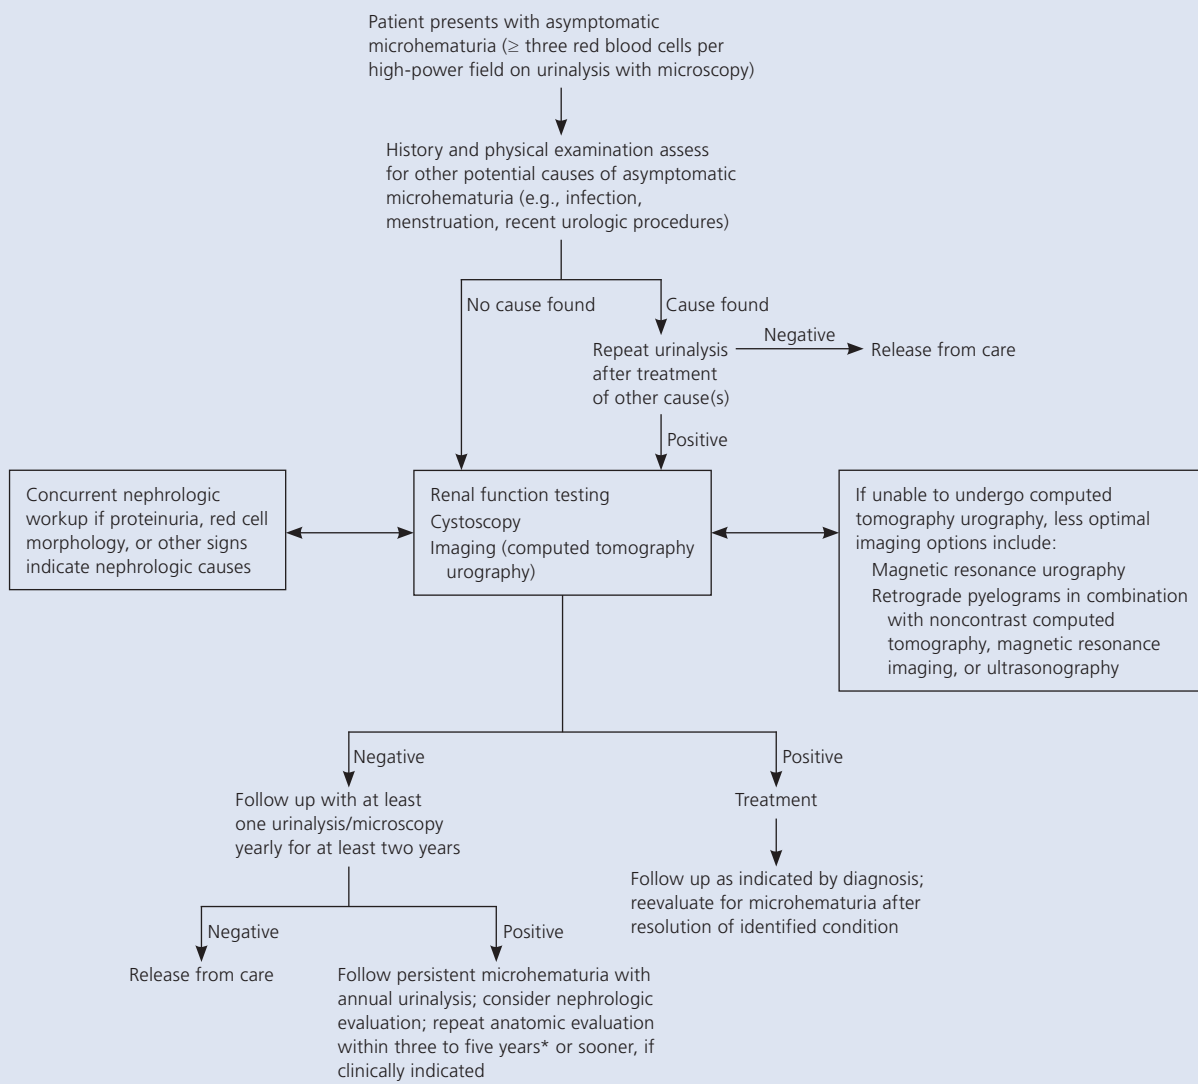 Patient presents with asymptomatic
microhematuria (≥ three red blood cells per
high-power field on urinalysis with microscopy)
History and physical examination assess
for other potential causes of asymptomatic
microhematuria (e.g., infection,
menstruation, recent urologic procedures)
No cause found
Cause found
Repeat urinalysis
after treatment
of other cause(s)
Negative
Release from care
Positive
Concurrent nephrologic
workup if proteinuria, red cell
morphology, or other signs
indicate nephrologic causes
Renal function testing
Cystoscopy
Imaging (computed tomography
urography)
If unable to undergo computed
tomography urography, less optimal
imaging options include:
Magnetic resonance urography
Retrograde pyelograms in combination
with noncontrast computed
tomography, magnetic resonance
imaging, or ultrasonography
Negative
Follow up with at least
one urinalysis/microscopy
yearly for at least two years
Positive
Treatment
Follow up as indicated by diagnosis;
reevaluate for microhematuria after
resolution of identified condition
Negative
Release from care
Positive
Follow persistent microhematuria with
annual urinalysis; consider nephrologic
evaluation; repeat anatomic evaluation
within three to five years* or sooner, if
clinically indicated